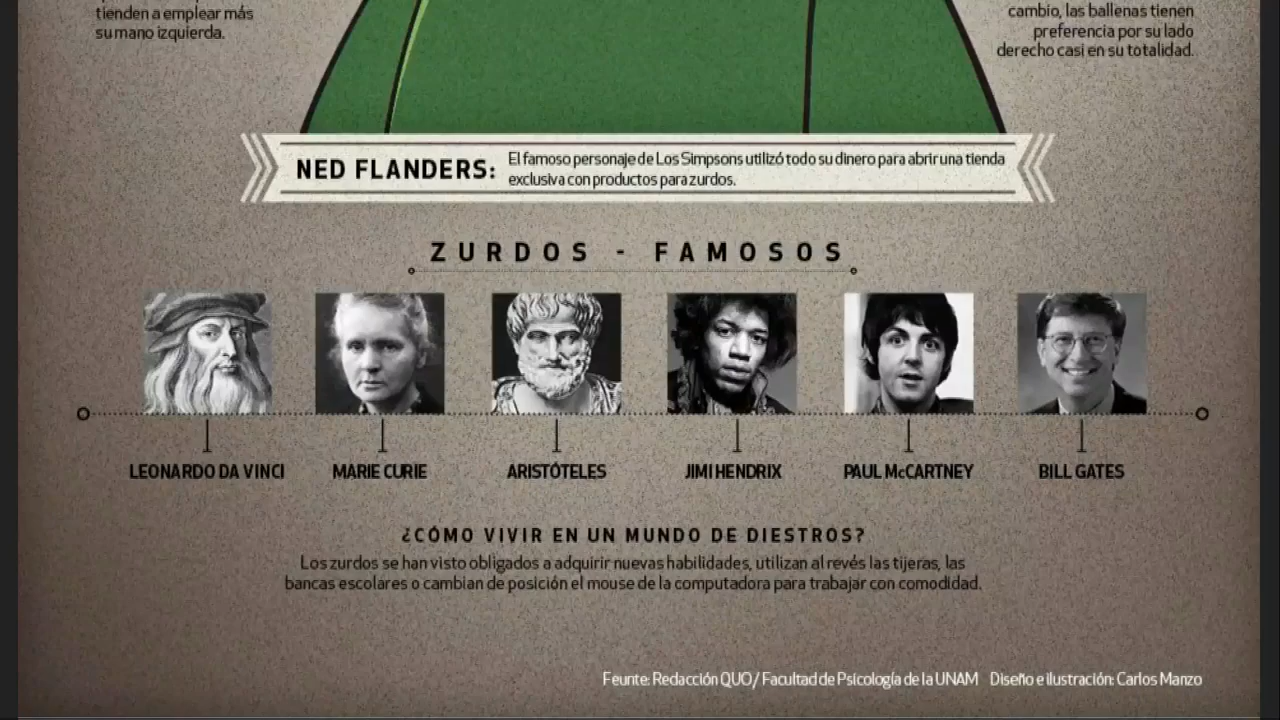 tienden a emplear más
su mano izquierda.
cambio, las ballenas tienen
preferencia por su lado
derecho casi en su totalidad.
NED FLANDERS:
El famoso personaje de Los Simpsons utilizó todo su dinero para abrir una tienda
exclusiva con productos para zurdos.
ZURDOS - FAMOSOS
LEONARDO DA VINCI
MARIE CURIE
ARISTÓTELES
JIMI HENDRIX
PAUL McCARTNEY
BILL GATES
¿CÓMO VIVIR EN UN MUNDO DE DIESTROS?
Los zurdos se han visto obligados a adquirir nuevas habilidades, utilizan al revés las tijeras, las
bancas escolares o cambian de posición el mouse de la computadora para trabajar con comodidad.
Feunte: Redacción QUO/ Facultad de Psicología de la UNAM Diseño e ilustración: Carlos Manzo